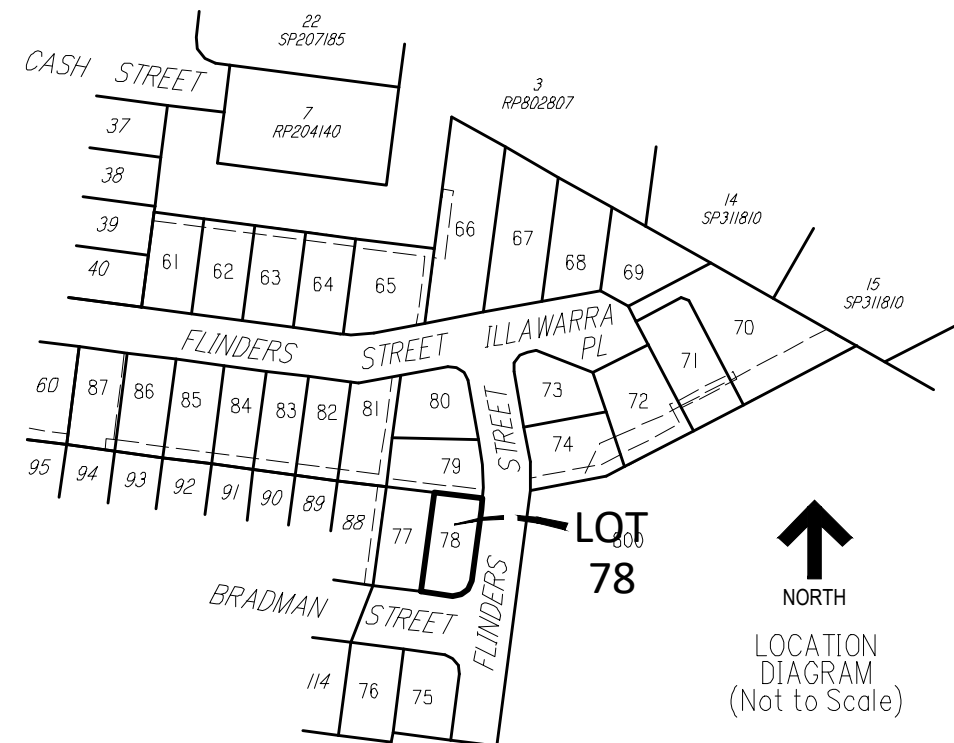 22
SP207185
CASH STREET
3
RP802807
7
RP204140
37
38
39
40
14
SP311810
15
SP311810
61
62
63
64
65
66
67
68
69
70
71
72
73
74
FLINDERS STREET
ILLAWARRA
PL
60
87
86
85
84
83
82
81
80
79
STREET
95
94
93
92
91
90
89
88
77
78
LOT
78
800
FLINDERS
BRADMAN STREET
114
76
75
NORTH
LOCATION
DIAGRAM
(Not to Scale)